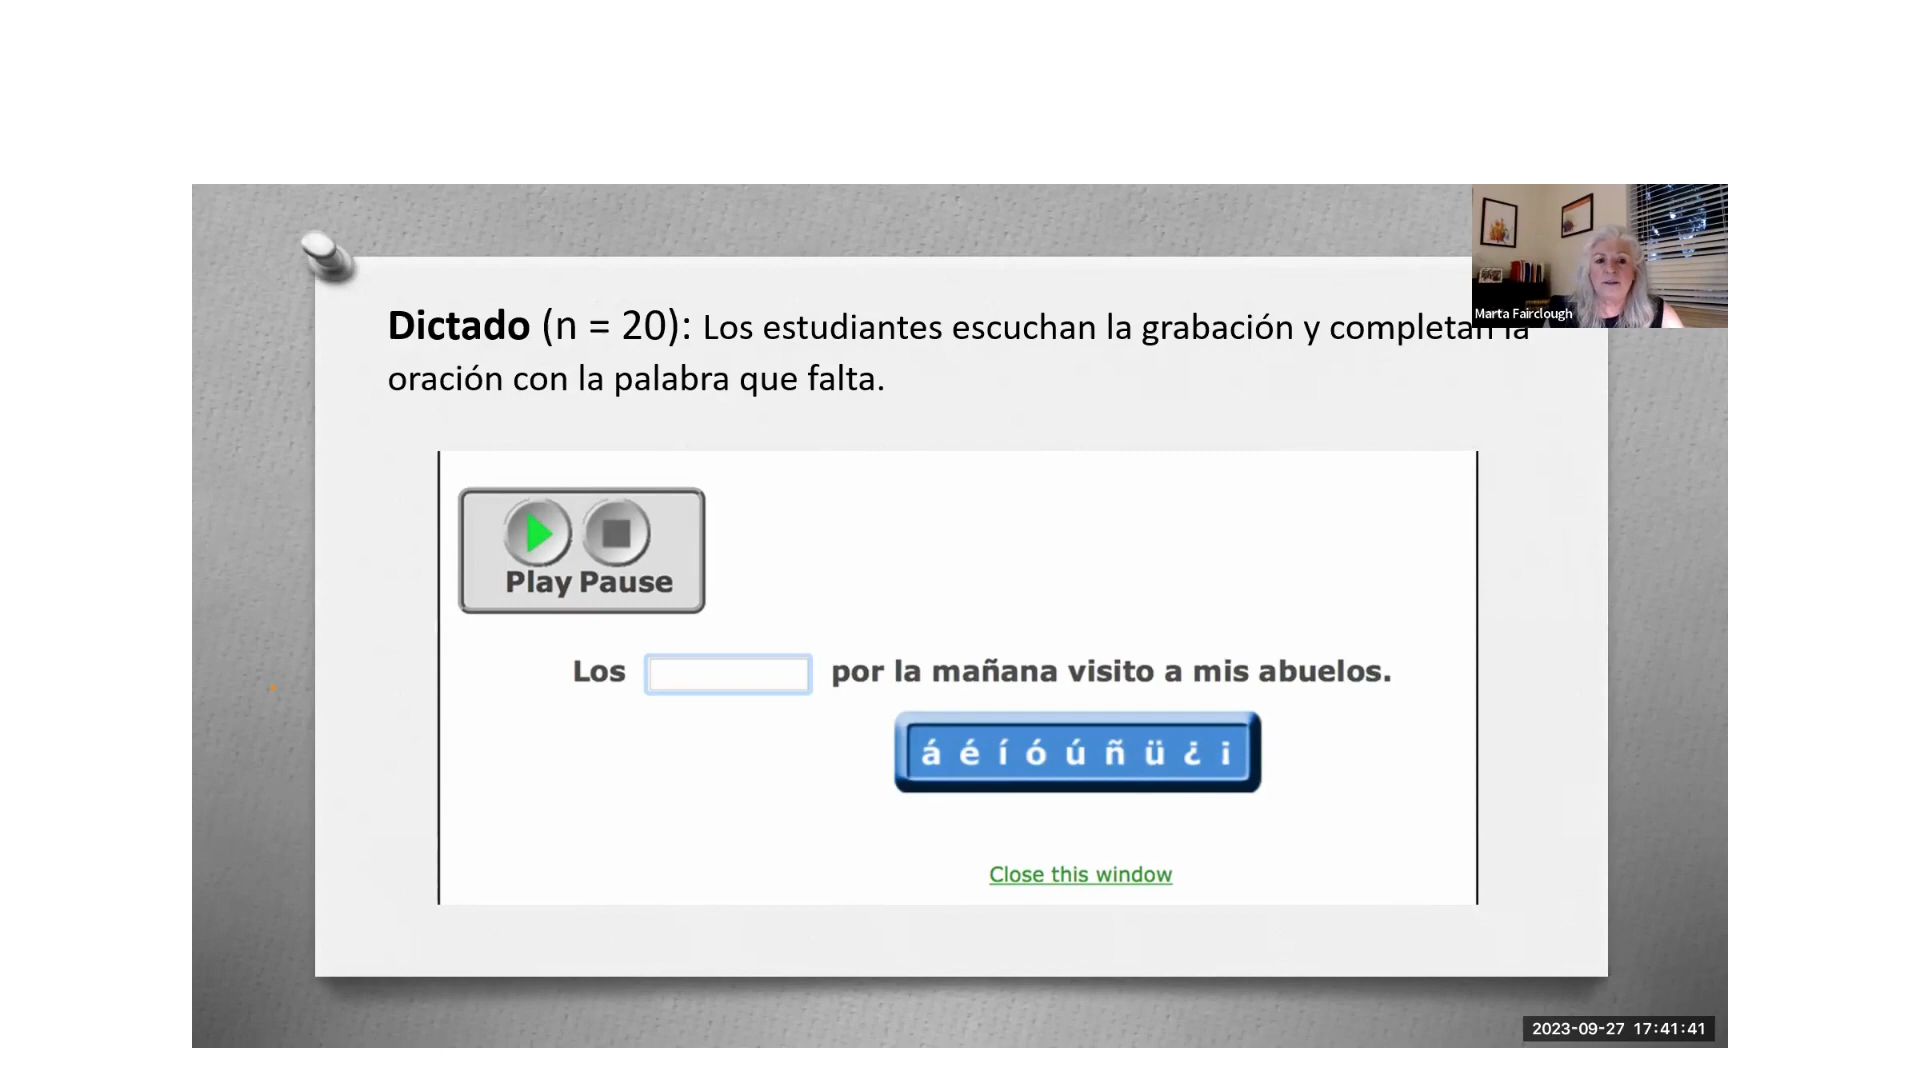 Marta Fairclough
Dictado (n = 20): Los estudiantes escuchan la grabación y completan la
oración con la palabra que falta.
Play Pause
Los por la mañana visito a mis abuelos.
á é í ó ú ñ ü ¿ ¡
Close this window
2023-09-27 17:41:41